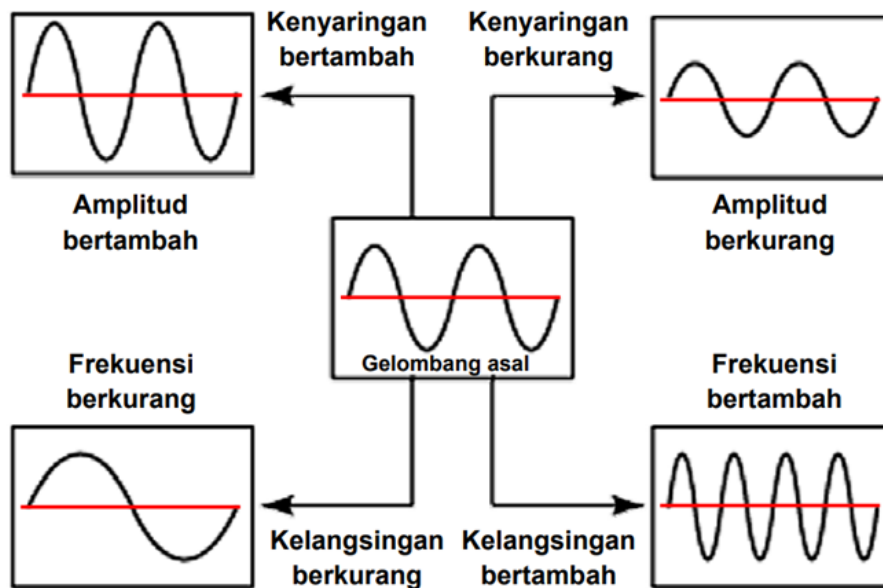 Kenyaringan
bertambah
Kenyaringan
berkurang
Amplitud
bertambah
Amplitud
berkurang
Gelombang asal
Frekuensi
berkurang
Frekuensi
bertambah
Kelangsingan
berkurang
Kelangsingan
bertambah